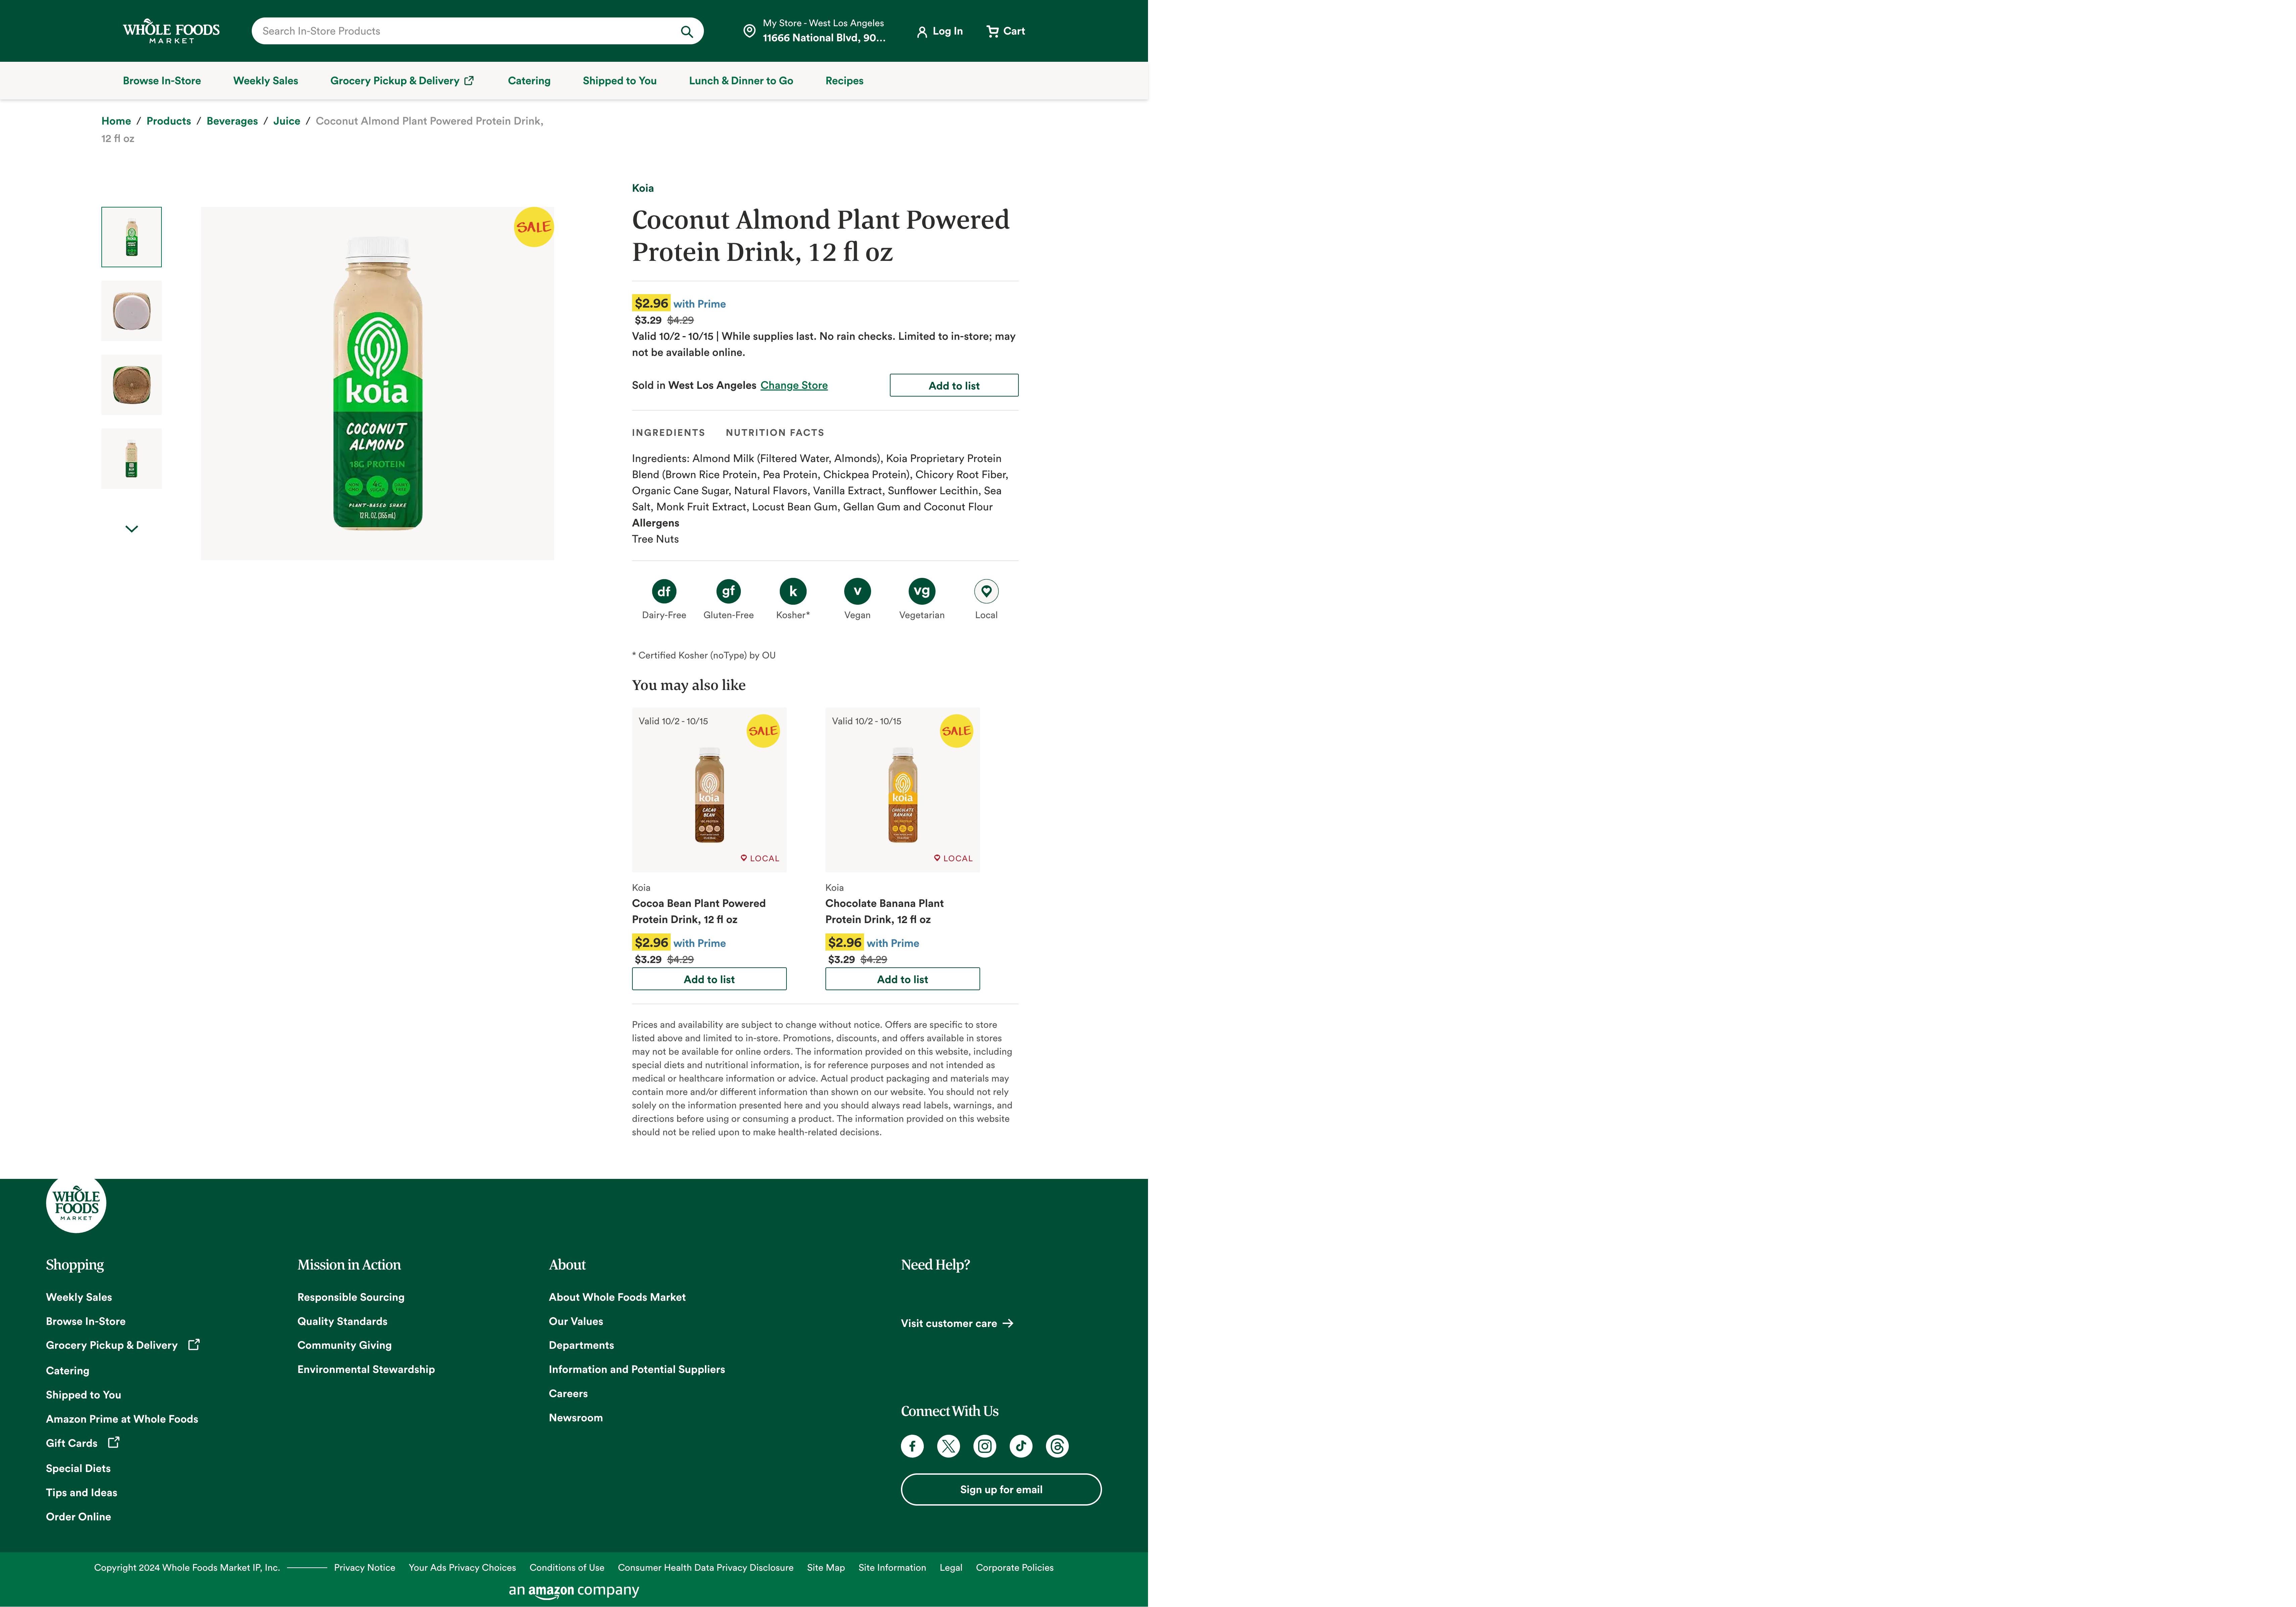 WHOLE FOODS
MARKET
Search In-Store Products
My Store - West Los Angeles
11666 National Blvd, 90...
Log In
Cart
Browse In-Store
Weekly Sales
Grocery Pickup & Delivery
Catering
Shipped to You
Lunch & Dinner to Go
Recipes
Home / Products / Beverages / Juice / Coconut Almond Plant Powered Protein Drink,
12 fl oz
SALE
koia
COCONUT
ALMOND
18G PROTEIN
PLANT-BASED SHAKE
12 FL. OZ. (355 mL)
Koia
Coconut Almond Plant Powered
Protein Drink, 12 fl oz
$2.96 with Prime
$3.29 $4.29
Valid 10/2 - 10/15 | While supplies last. No rain checks. Limited to in-store; may
not be available online.
Sold in West Los Angeles Change Store
Add to list
INGREDIENTS
NUTRITION FACTS
Ingredients: Almond Milk (Filtered Water, Almonds), Koia Proprietary Protein
Blend (Brown Rice Protein, Pea Protein, Chickpea Protein), Chicory Root Fiber,
Organic Cane Sugar, Natural Flavors, Vanilla Extract, Sunflower Lecithin, Sea
Salt, Monk Fruit Extract, Locust Bean Gum, Gellan Gum and Coconut Flour
Allergens
Tree Nuts
df
gf
k
v
vg
Dairy-Free
Gluten-Free
Kosher*
Vegan
Vegetarian
Local
* Certified Kosher (noType) by OU
You may also like
Valid 10/2 - 10/15
SALE
koia
CACAO
BEAN
LOCAL
Koia
Cocoa Bean Plant Powered
Protein Drink, 12 fl oz
$2.96 with Prime
$3.29 $4.29
Add to list
Valid 10/2 - 10/15
SALE
koia
CHOCOLATE
BANANA
LOCAL
Koia
Chocolate Banana Plant
Protein Drink, 12 fl oz
$2.96 with Prime
$3.29 $4.29
Add to list
Prices and availability are subject to change without notice. Offers are specific to store
listed above and limited to in-store. Promotions, discounts, and offers available in stores
may not be available for online orders. The information provided on this website, including
special diets and nutritional information, is for reference purposes and not intended as
medical or healthcare information or advice. Actual product packaging and materials may
contain more and/or different information than shown on our website. You should not rely
solely on the information presented here and you should always read labels, warnings, and
directions before using or consuming a product. The information provided on this website
should not be relied upon to make health-related decisions.
WHOLE
FOODS
MARKET
Shopping
Weekly Sales
Browse In-Store
Grocery Pickup & Delivery
Catering
Shipped to You
Amazon Prime at Whole Foods
Gift Cards
Special Diets
Tips and Ideas
Order Online
Mission in Action
Responsible Sourcing
Quality Standards
Community Giving
Environmental Stewardship
About
About Whole Foods Market
Our Values
Departments
Information and Potential Suppliers
Careers
Newsroom
Need Help?
Visit customer care
Connect With Us
Sign up for email
Copyright 2024 Whole Foods Market IP, Inc.
Privacy Notice
Your Ads Privacy Choices
Conditions of Use
Consumer Health Data Privacy Disclosure
Site Map
Site Information
Legal
Corporate Policies
an amazon company